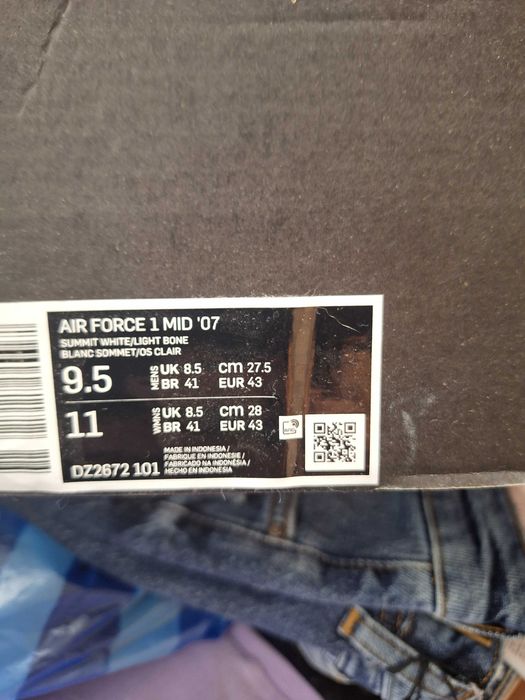 AIR FORCE 1 MID '07
SUMMIT WHITE/LIGHT BONE
BLANC SOMMET/OS CLAIR
9.5 MENS UK 8.5 cm 27.5
BR 41 EUR 43
11 WMNS UK 8.5 cm 28
BR 41 EUR 43
DZ2672 101
MADE IN INDONESIA /
FABRIQUÉ EN INDONÉSIE /
FABRICADO NA INDONÉSIA /
HECHO EN INDONESIA